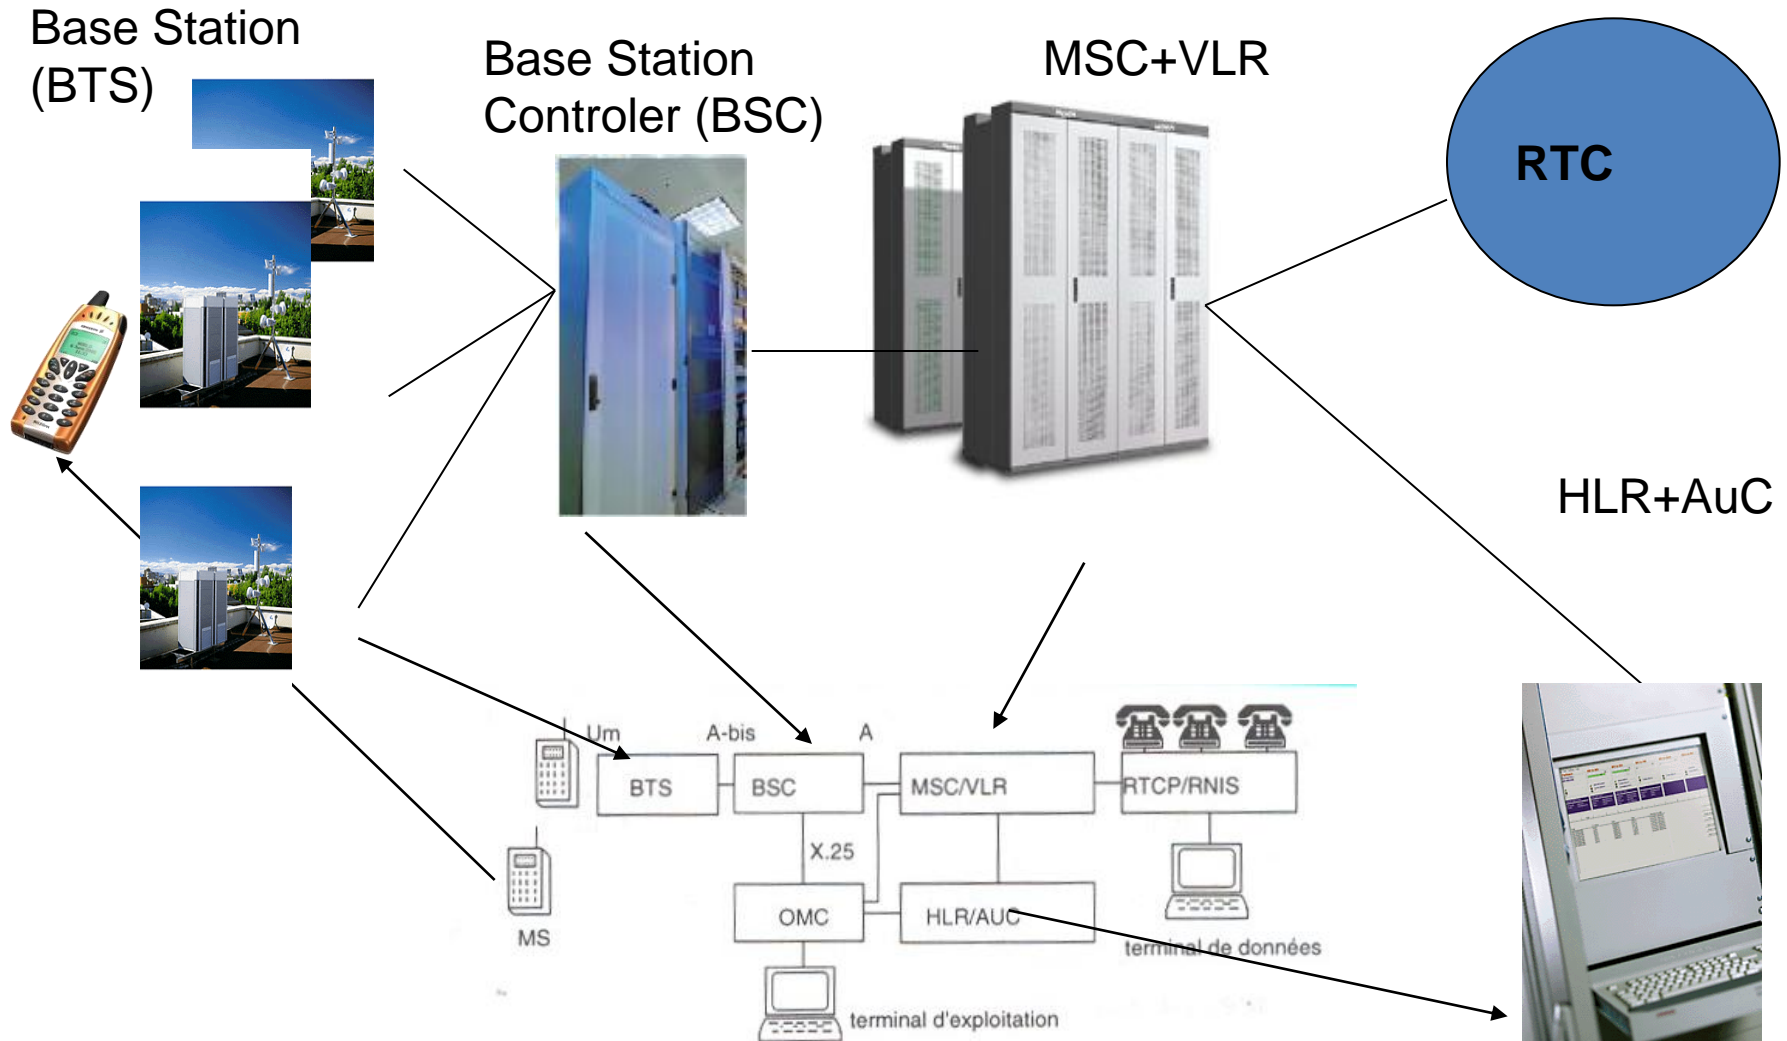 Base Station
(BTS)
Base Station
Controler (BSC)
MSC+VLR
RTC
HLR+AuC
Um
A-bis
A
BTS
BSC
MSC/VLR
RTCP/RNIS
X.25
OMC
HLR/AUC
MS
terminal de données
terminal d'exploitation